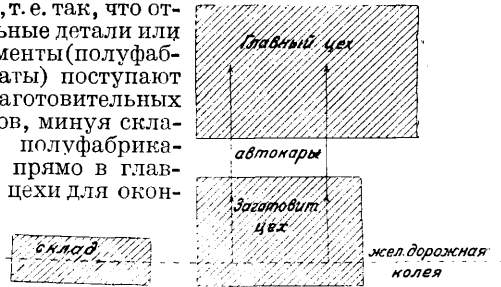 , т. е. так, что от-
ьные детали или
менты (полуфаб-
аты) поступают
аготовительных
ов, минуя скла-
полуфабрика-
прямо в глав-
цехи для окон-
Главный цех
автокары
Заготовит.
цех
склад
жел. дорожная
колея